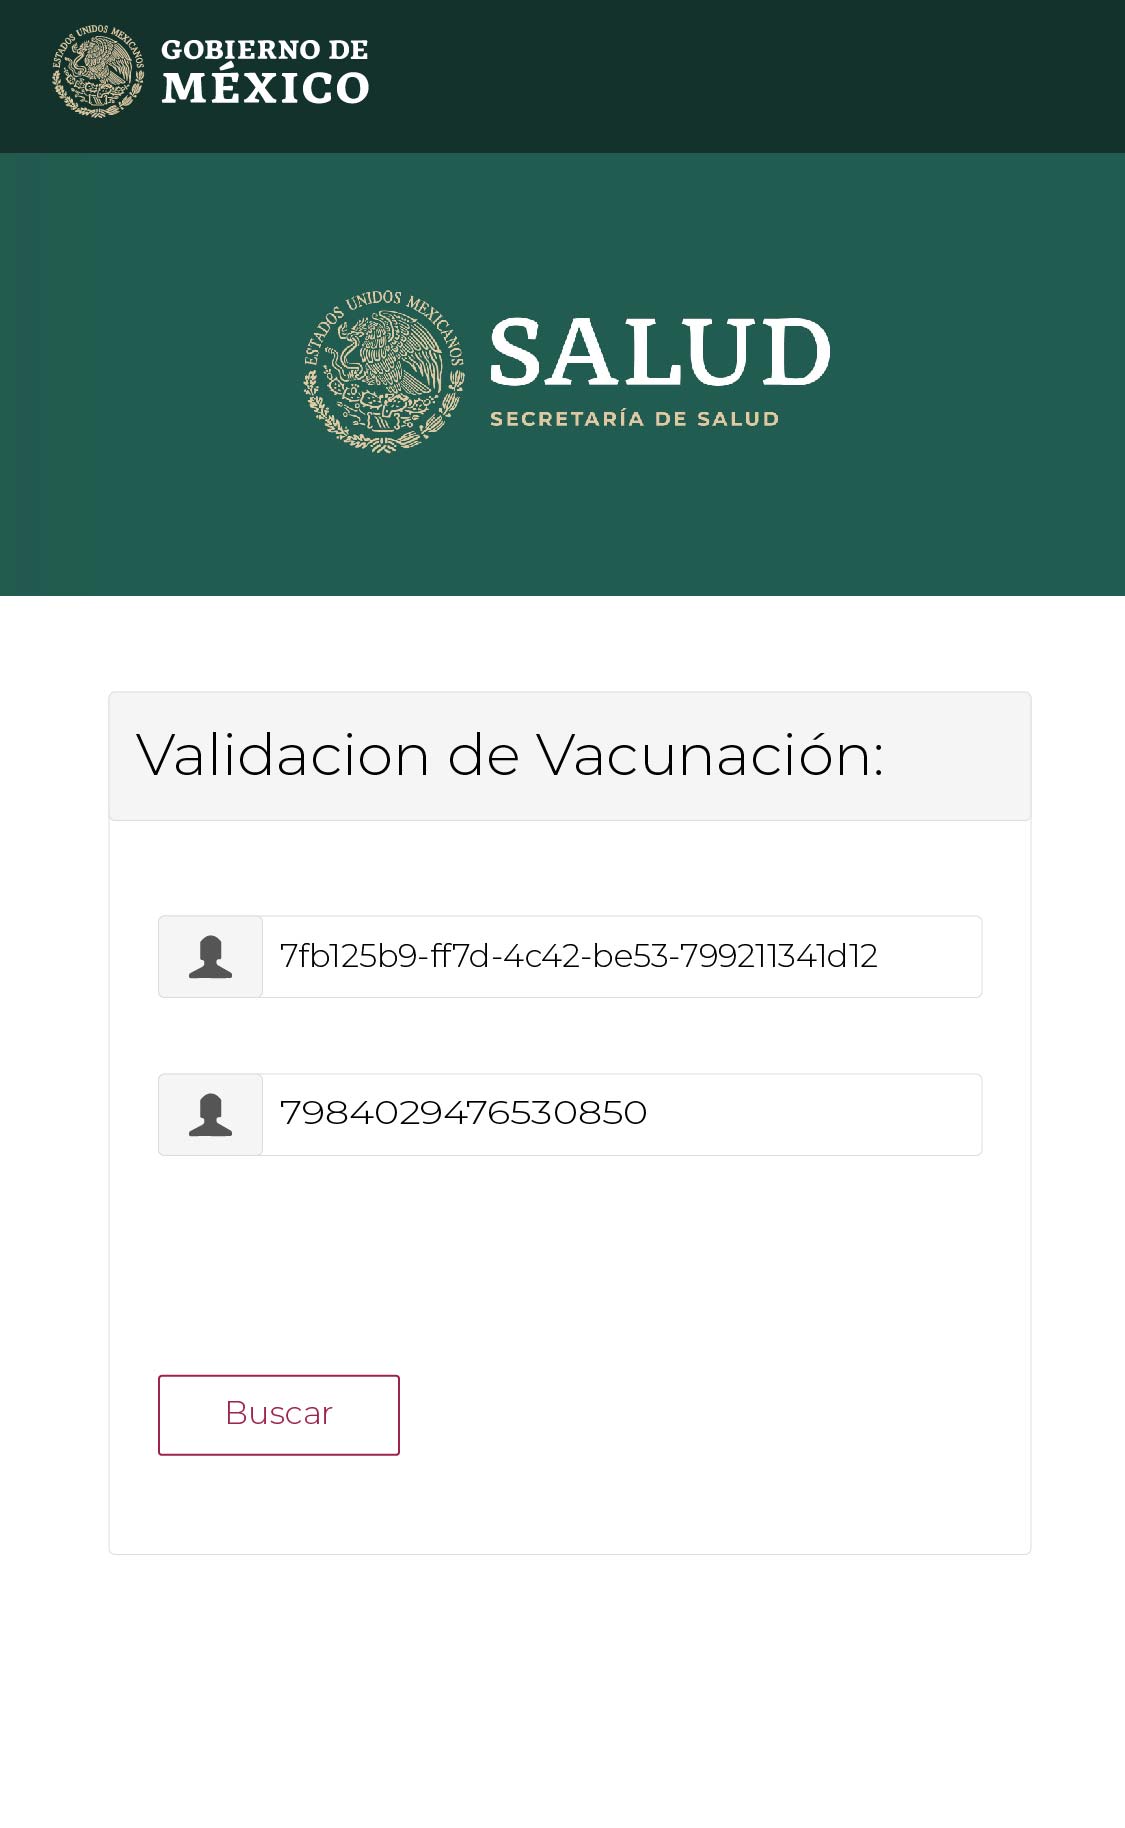 ESTADOS UNIDOS MEXICANOS
GOBIERNO DE
MÉXICO
ESTADOS UNIDOS MEXICANOS
SALUD
SECRETARÍA DE SALUD
Validacion de Vacunación:
7fb125b9-ff7d-4c42-be53-799211341d12
7984029476530850
Buscar